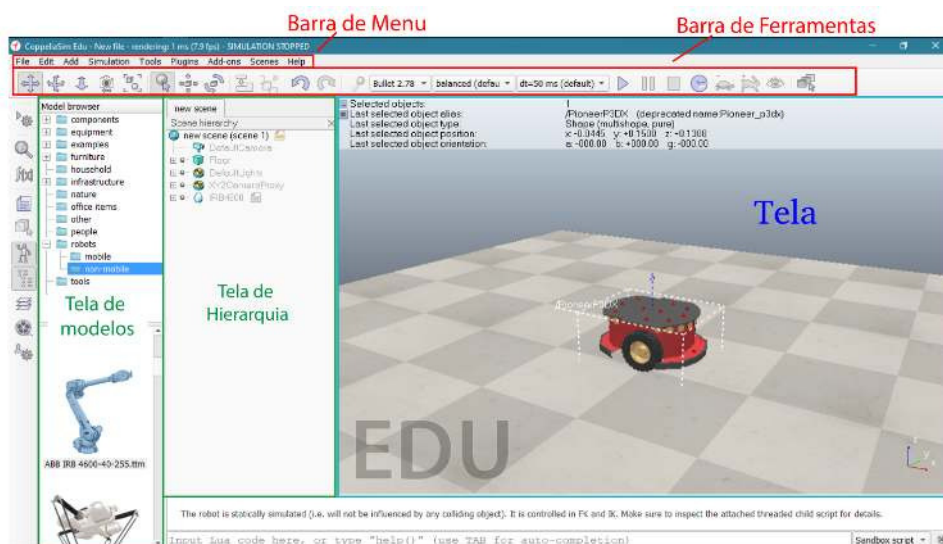 Barra de Menu
Barra de Ferramentas
CoppeliaSim Edu - New file - rendering: 1 ms (7.9 fps) - SIMULATION STOPPED
File Edit Add Simulation Tools Plugins Add-ons Scenes Help
Bullet 2.78 balanced (defau dt=50 ms (default)
Model browser
components
equipment
examples
furniture
household
infrastructure
nature
office items
other
people
robots
mobile
non-mobile
tools
Tela de
modelos
ABB IRB 4600-40-255.ttm
new scene
Scene hierarchy
new scene (scene 1)
DefaultCamera
Floor
DefaultLights
XYZCameraProxy
Tela de
Hierarquia
Selected objects: 1
Last selected object alias: /PioneerP3DX (deprecated name: Pioneer_p3dx)
Last selected object type: Shape (multishape, pure)
Last selected object position: x: -0.0445 y: +0.1500 z: +0.1388
Last selected object orientation: a: -000.00 b: +000.00 g: -000.00
Tela
/PioneerP3DX
EDU
The robot is statically simulated (i.e. will not be influenced by any colliding object). It is controlled in FK and IK. Make sure to inspect the attached threaded child script for details.
Input Lua code here, or type "help()" (use TAB for auto-completion)
Sandbox script